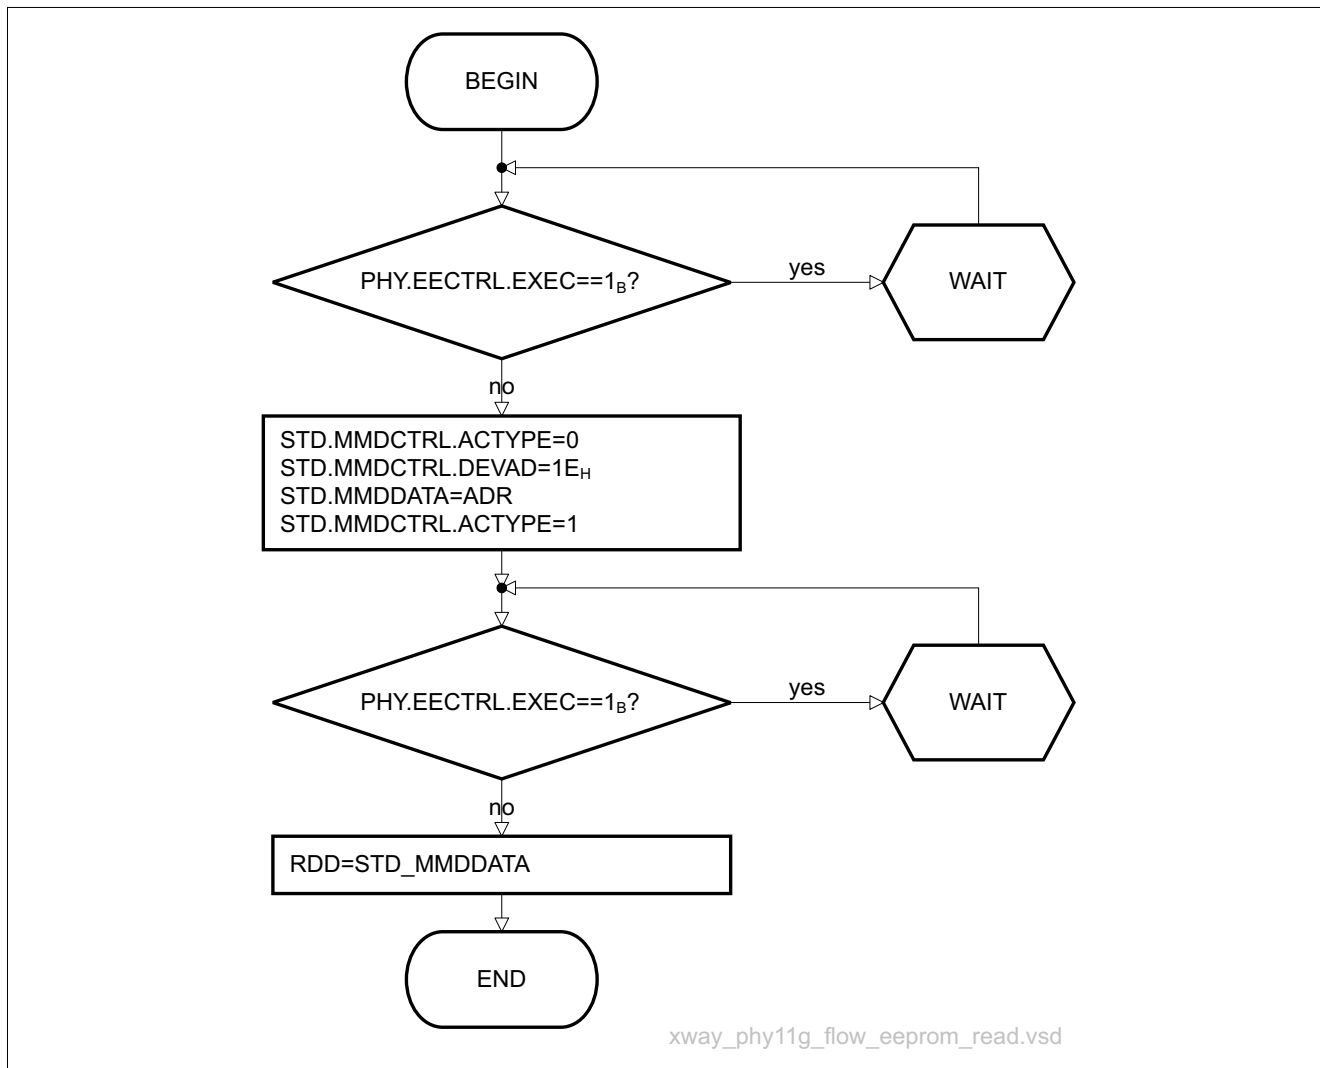 BEGIN
PHY.EECTRL.EXEC==1B?
yes
WAIT
no
STD.MMDCTRL.ACTYPE=0
STD.MMDCTRL.DEVAD=1EH
STD.MMDDATA=ADR
STD.MMDCTRL.ACTYPE=1
PHY.EECTRL.EXEC==1B?
yes
WAIT
no
RDD=STD_MMDDATA
END
xway_phy11g_flow_eeprom_read.vsd